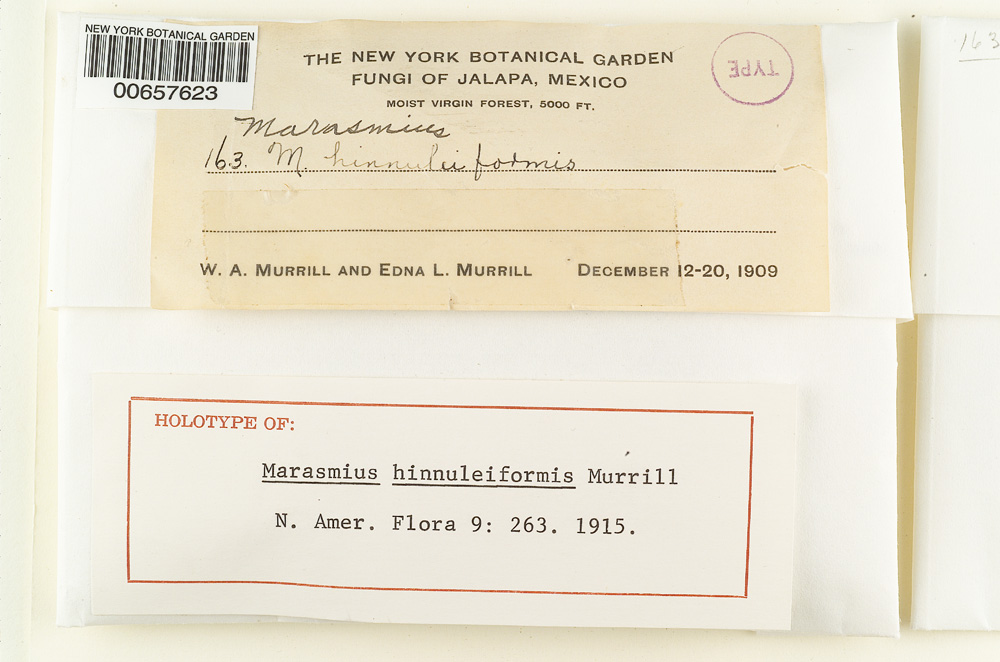 NEW YORK BOTANICAL GARDEN
00657623
THE NEW YORK BOTANICAL GARDEN
FUNGI OF JALAPA, MEXICO
MOIST VIRGIN FOREST, 5000 FT.
TYPE
Marasmius
163. M. hinnuleiformis
W. A. MURRILL AND EDNA L. MURRILL DECEMBER 12-20, 1909
HOLOTYPE OF:
Marasmius hinnuleiformis Murrill
N. Amer. Flora 9: 263. 1915.
163